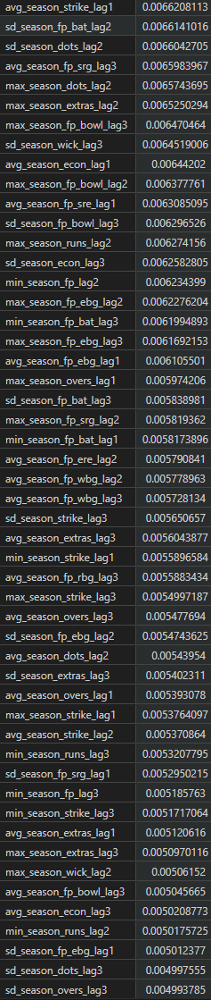 avg_season_strike_lag1 0.0066208113
sd_season_fp_bat_lag2 0.0066141016
sd_season_dots_lag2 0.0066042705
avg_season_fp_srg_lag3 0.0065983967
max_season_dots_lag2 0.0065743695
max_season_extras_lag2 0.0065250294
max_season_fp_bowl_lag3 0.006470464
sd_season_wick_lag3 0.0064519006
avg_season_econ_lag1 0.00644202
max_season_fp_bowl_lag2 0.006377761
avg_season_fp_sre_lag1 0.0063085095
sd_season_fp_bowl_lag3 0.006296526
max_season_runs_lag2 0.006274156
sd_season_econ_lag3 0.0062582805
min_season_fp_lag2 0.006234399
max_season_fp_ebg_lag2 0.0062276204
min_season_fp_bat_lag3 0.0061994893
max_season_fp_ebg_lag3 0.0061692153
avg_season_fp_ebg_lag1 0.006105501
max_season_overs_lag1 0.005974206
sd_season_fp_bat_lag3 0.005838981
max_season_fp_srg_lag2 0.005819362
min_season_fp_bat_lag1 0.0058173896
avg_season_fp_ere_lag2 0.005790841
avg_season_fp_wbg_lag2 0.005778963
avg_season_fp_wbg_lag3 0.005728134
sd_season_strike_lag3 0.005650657
avg_season_extras_lag3 0.0056043877
min_season_strike_lag1 0.0055896584
avg_season_fp_rbg_lag3 0.0055883434
max_season_strike_lag3 0.0054997187
avg_season_overs_lag3 0.005477694
sd_season_fp_ebg_lag2 0.0054743625
avg_season_dots_lag2 0.00543954
sd_season_extras_lag3 0.005402311
avg_season_overs_lag1 0.005393078
max_season_strike_lag1 0.0053764097
avg_season_strike_lag2 0.005370864
min_season_runs_lag3 0.0053207795
sd_season_fp_srg_lag1 0.0052950215
min_season_fp_lag3 0.005185763
min_season_strike_lag3 0.0051717064
avg_season_extras_lag1 0.005120616
max_season_extras_lag3 0.0050970116
max_season_wick_lag2 0.00506152
avg_season_fp_bowl_lag3 0.005045665
avg_season_econ_lag3 0.0050208773
min_season_runs_lag2 0.0050175725
sd_season_fp_ebg_lag1 0.005012377
sd_season_dots_lag3 0.004997555
sd_season_overs_lag3 0.004993785